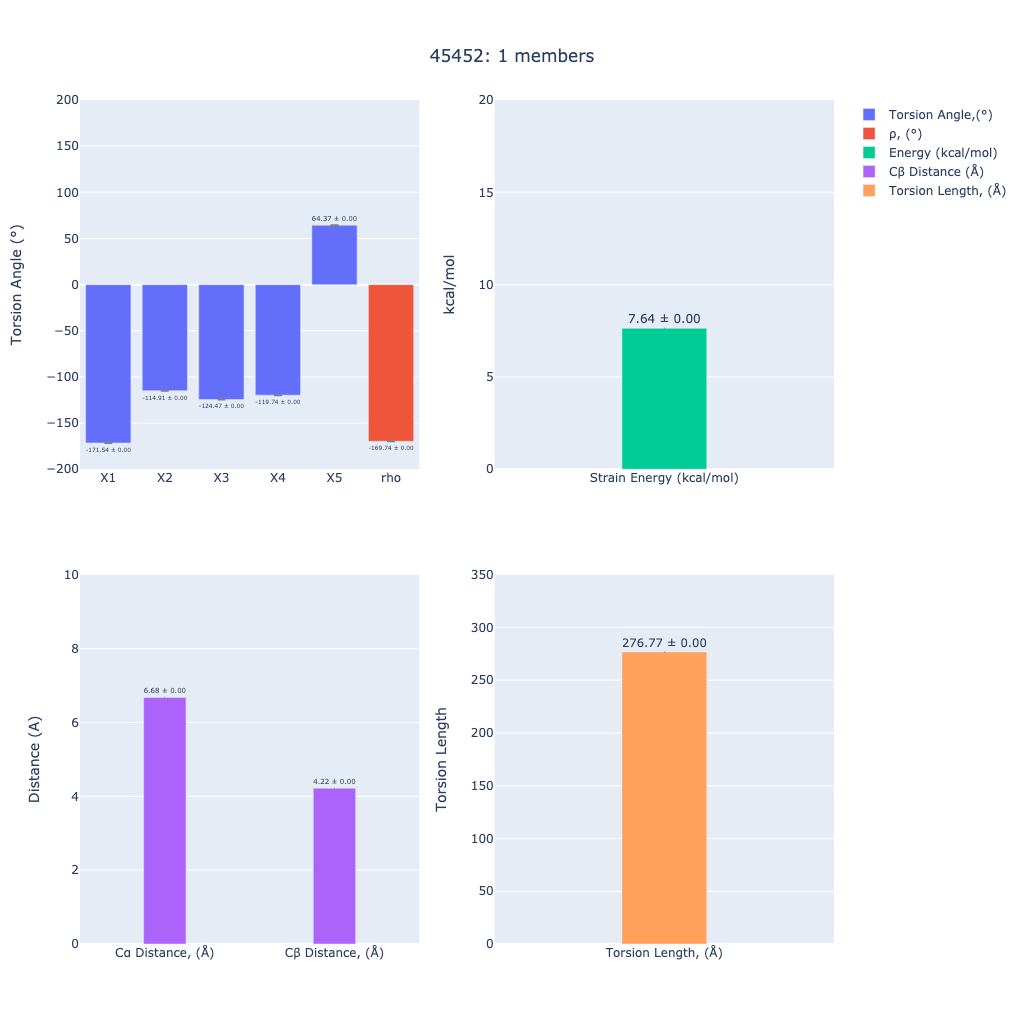 45452: 1 members
200
150
100
50
0
−50
−100
−150
−200
Torsion Angle (°)
64.37 ± 0.00
-171.54 ± 0.00
-114.91 ± 0.00
-124.47 ± 0.00
-119.74 ± 0.00
-169.74 ± 0.00
X1 X2 X3 X4 X5 rho
20
15
10
5
0
kcal/mol
7.64 ± 0.00
Strain Energy (kcal/mol)
Torsion Angle,(°)
ρ, (°)
Energy (kcal/mol)
Cβ Distance (Å)
Torsion Length, (Å)
10
8
6
4
2
0
Distance (A)
6.68 ± 0.00
4.22 ± 0.00
Cα Distance, (Å) Cβ Distance, (Å)
350
300
250
200
150
100
50
0
Torsion Length
276.77 ± 0.00
Torsion Length, (Å)